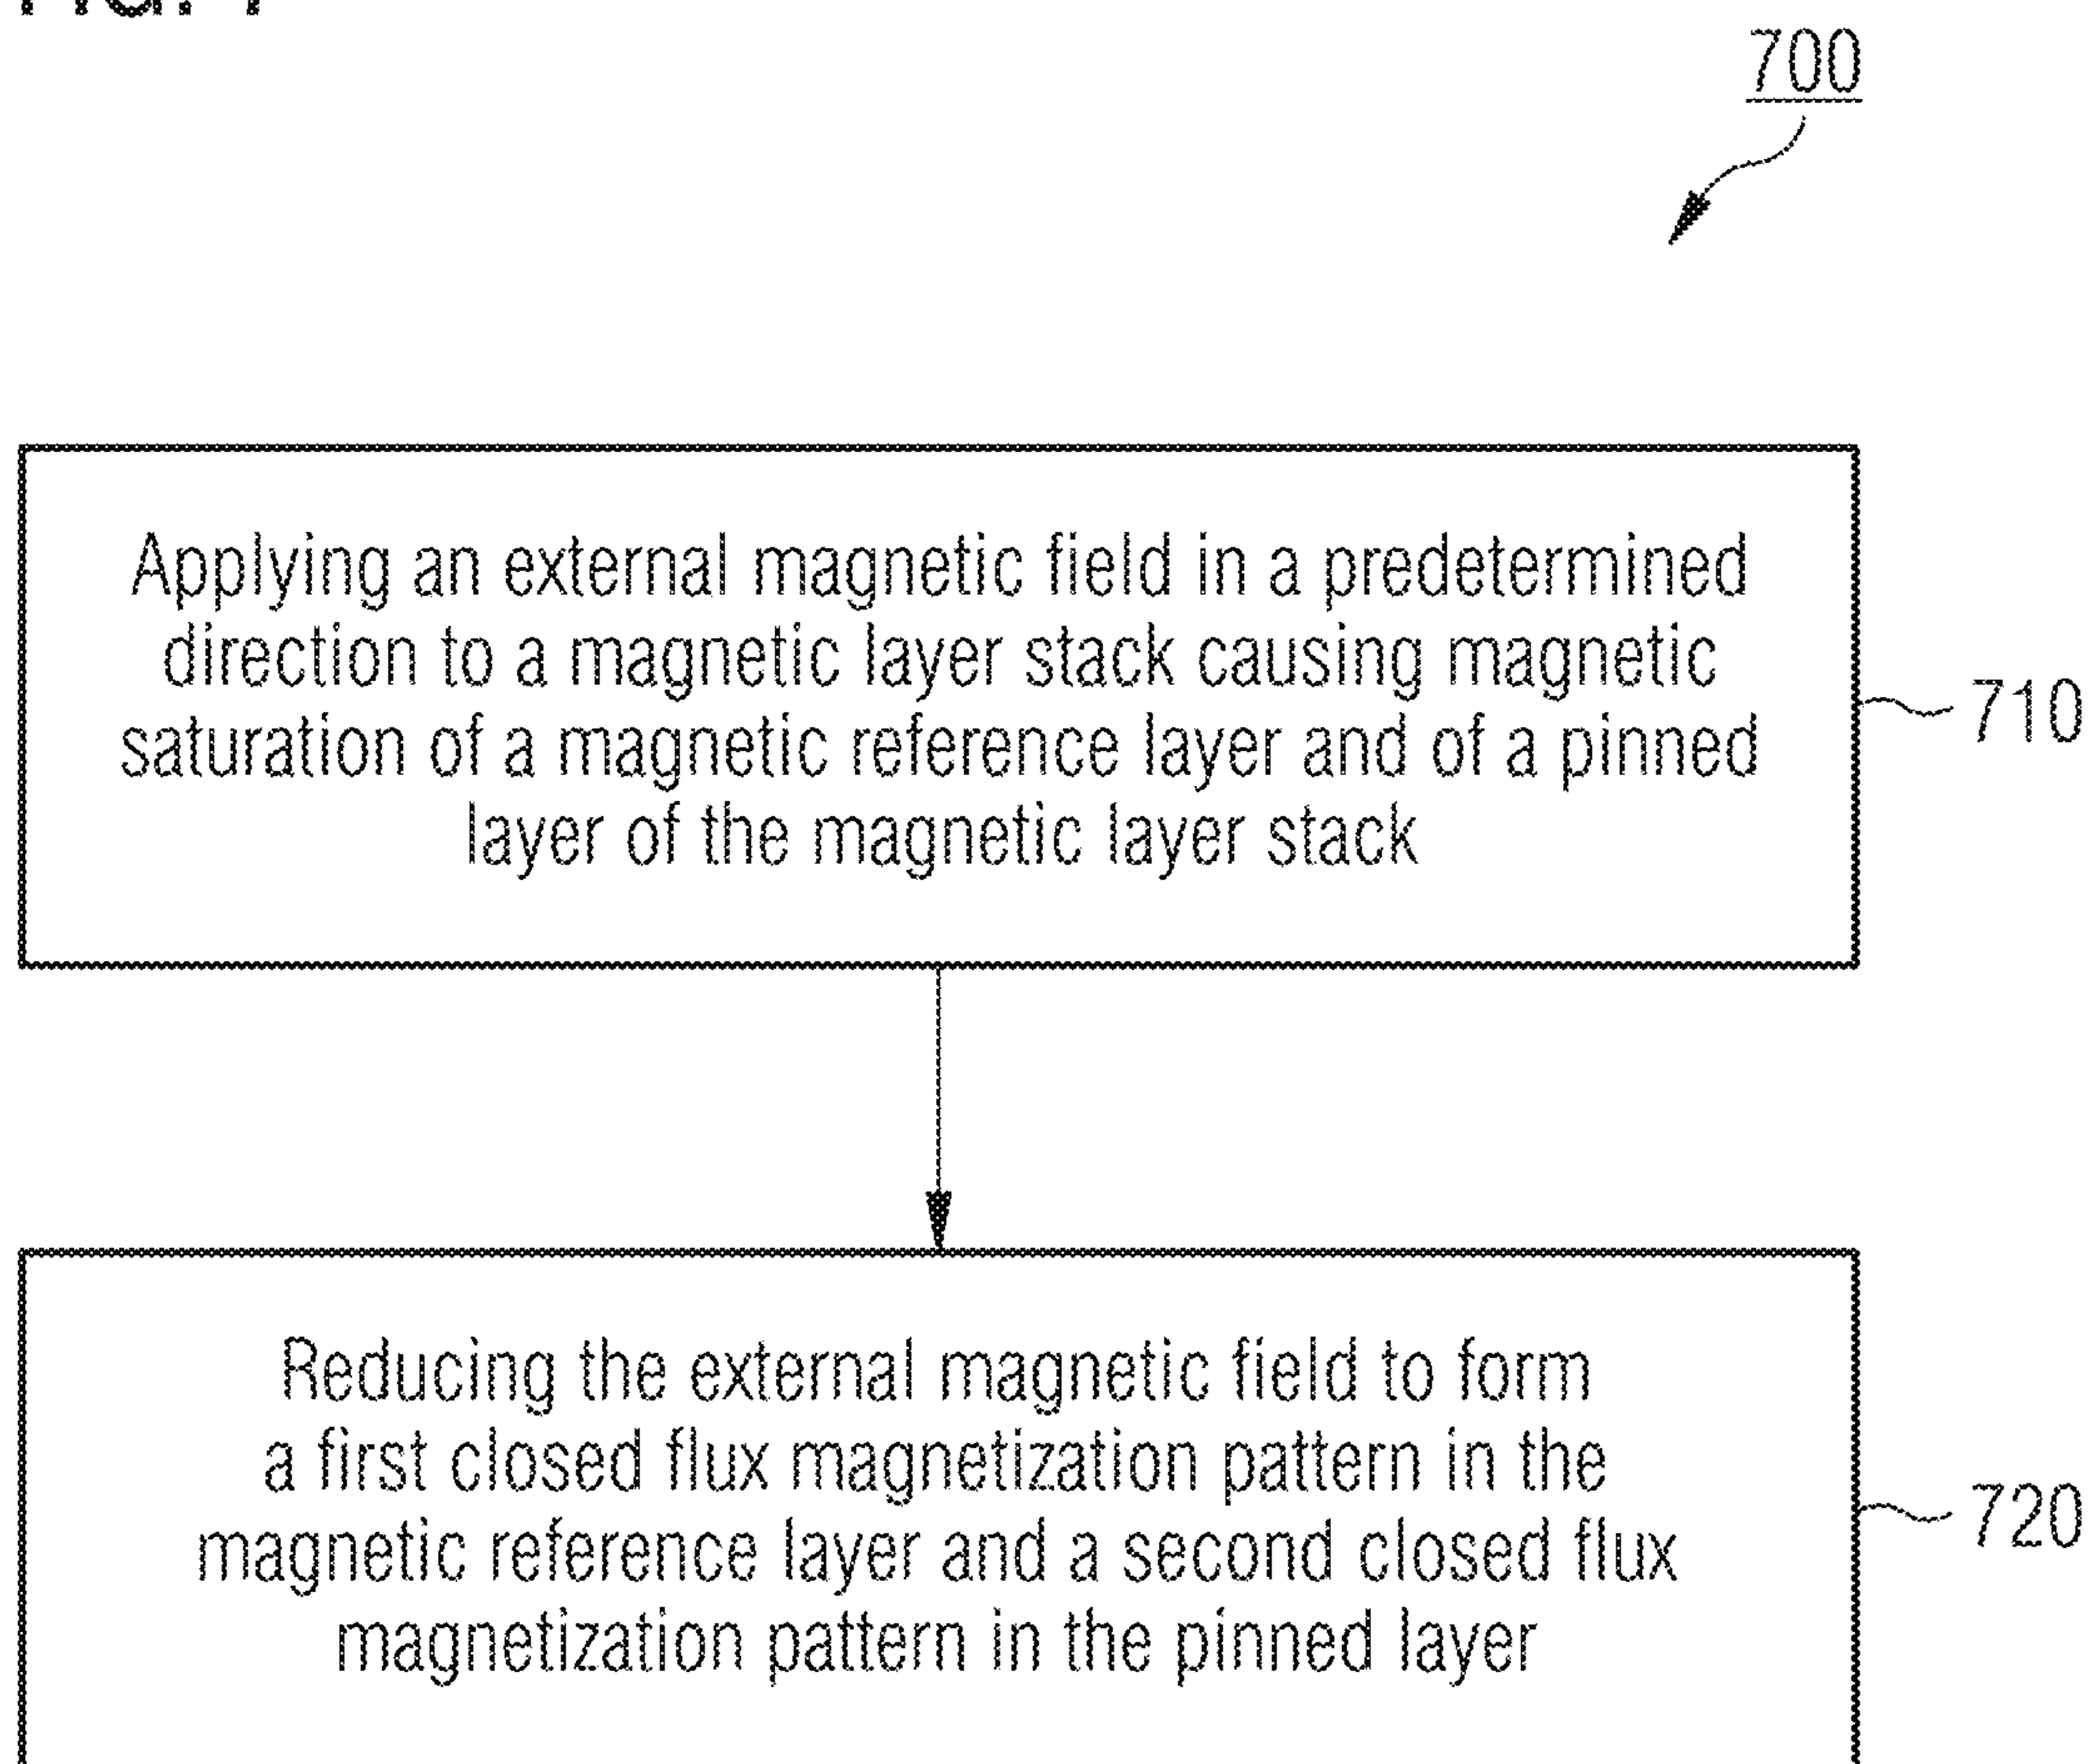 700
Applying an external magnetic field in a predetermined
direction to a magnetic layer stack causing magnetic
saturation of a magnetic reference layer and of a pinned
layer of the magnetic layer stack
710
Reducing the external magnetic field to form
a first closed flux magnetization pattern in the
magnetic reference layer and a second closed flux
magnetization pattern in the pinned layer
720